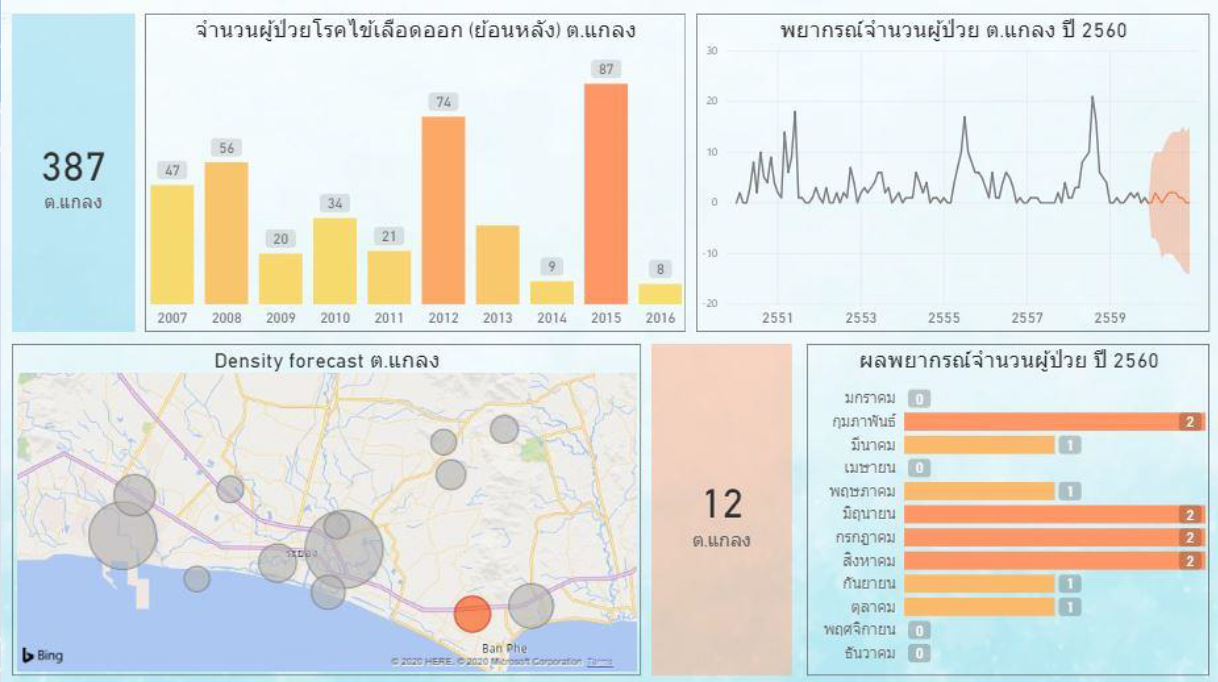 387
ต.แกลง
จำนวนผู้ป่วยโรคไข้เลือดออก (ย้อนหลัง) ต.แกลง
47
56
20
34
21
74
9
87
8
2007 2008 2009 2010 2011 2012 2013 2014 2015 2016
พยากรณ์จำนวนผู้ป่วย ต.แกลง ปี 2560
30
20
10
0
-10
-20
2551 2553 2555 2557 2559
Density forecast ต.แกลง
ระยอง
Ban Phe
Bing
© 2020 HERE, © 2020 Microsoft Corporation Terms
12
ต.แกลง
ผลพยากรณ์จำนวนผู้ป่วย ปี 2560
มกราคม 0
กุมภาพันธ์ 2
มีนาคม 1
เมษายน 0
พฤษภาคม 1
มิถุนายน 2
กรกฎาคม 2
สิงหาคม 2
กันยายน 1
ตุลาคม 1
พฤศจิกายน 0
ธันวาคม 0